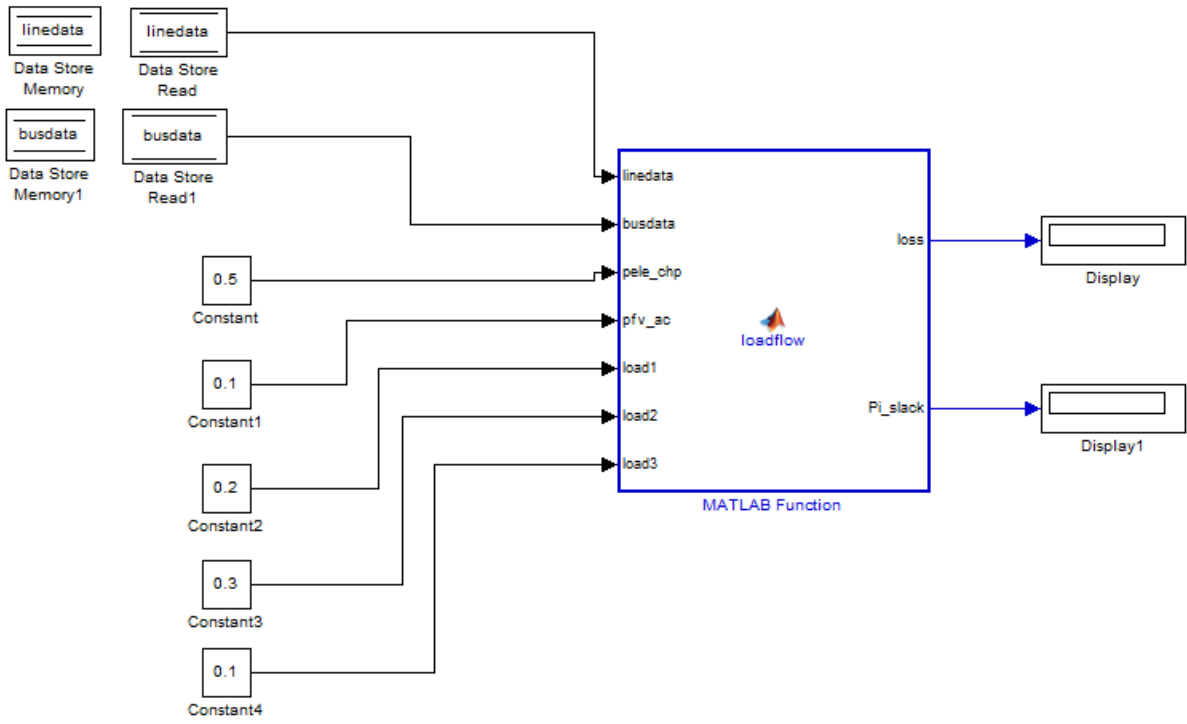 linedata
Data Store
Memory
linedata
Data Store
Read
busdata
Data Store
Memory1
busdata
Data Store
Read1
0.5
Constant
0.1
Constant1
0.2
Constant2
0.3
Constant3
0.1
Constant4
linedata
busdata
pele_chp
pfv_ac
load1
load2
load3
loadflow
loss
Pi_slack
MATLAB Function
Display
Display1